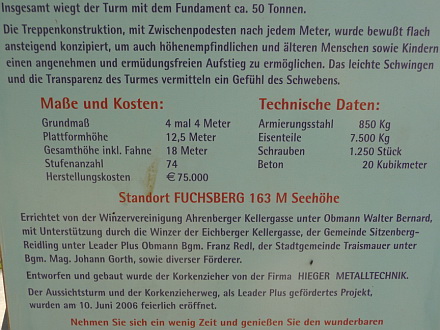 Insgesamt wiegt der Turm mit dem Fundament ca. 50 Tonnen.
Die Treppenkonstruktion, mit Zwischenpodesten nach jedem Meter, wurde bewußt flach
ansteigend konzipiert, um auch höhenempfindlichen und älteren Menschen sowie Kindern
einen angenehmen und ermüdungsfreien Aufstieg zu ermöglichen. Das leichte Schwingen
und die Transparenz des Turmes vermitteln ein Gefühl des Schwebens.
Maße und Kosten:
Grundmaß 4 mal 4 Meter
Plattformhöhe 12,5 Meter
Gesamthöhe inkl. Fahne 18 Meter
Stufenanzahl 74
Herstellungskosten € 75.000
Technische Daten:
Armierungsstahl 850 Kg
Eisenteile 7.500 Kg
Schrauben 1.250 Stück
Beton 20 Kubikmeter
Standort FUCHSBERG 163 M Seehöhe
Errichtet von der Winzervereinigung Ahrenberger Kellergasse unter Obmann Walter Bernard,
mit Unterstützung durch die Winzer der Eichberger Kellergasse, der Gemeinde Sitzenberg-
Reidling unter Leader Plus Obmann Bgm. Franz Redl, der Stadtgemeinde Traismauer unter
Bgm. Mag. Johann Gorth, sowie diverser Förderer.
Entworfen und gebaut wurde der Korkenzieher von der Firma HIEGER METALLTECHNIK.
Der Aussichtsturm und der Korkenzieherweg, als Leader Plus gefördertes Projekt,
wurden am 10. Juni 2006 feierlich eröffnet.
Nehmen Sie sich ein wenig Zeit und genießen Sie den wunderbaren